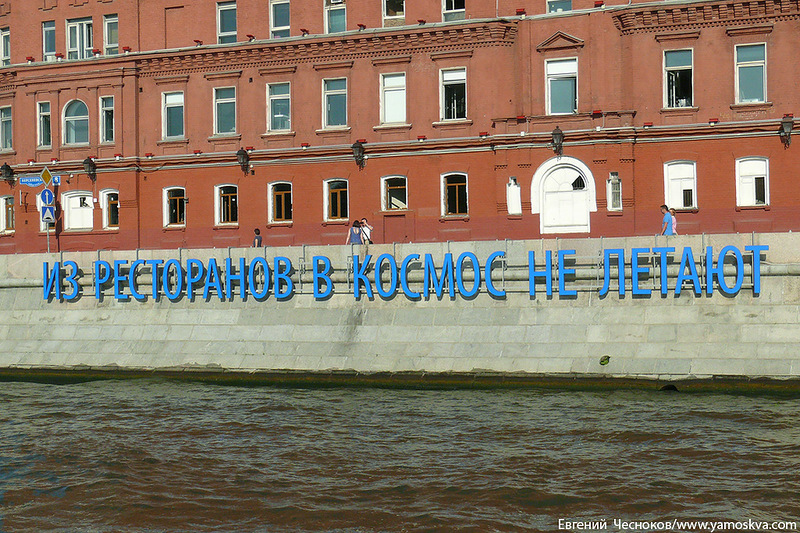 ИЗ РЕСТОРАНОВ В КОСМОС НЕ ЛЕТАЮТ
Евгений Чесноков/www.yamoskva.com